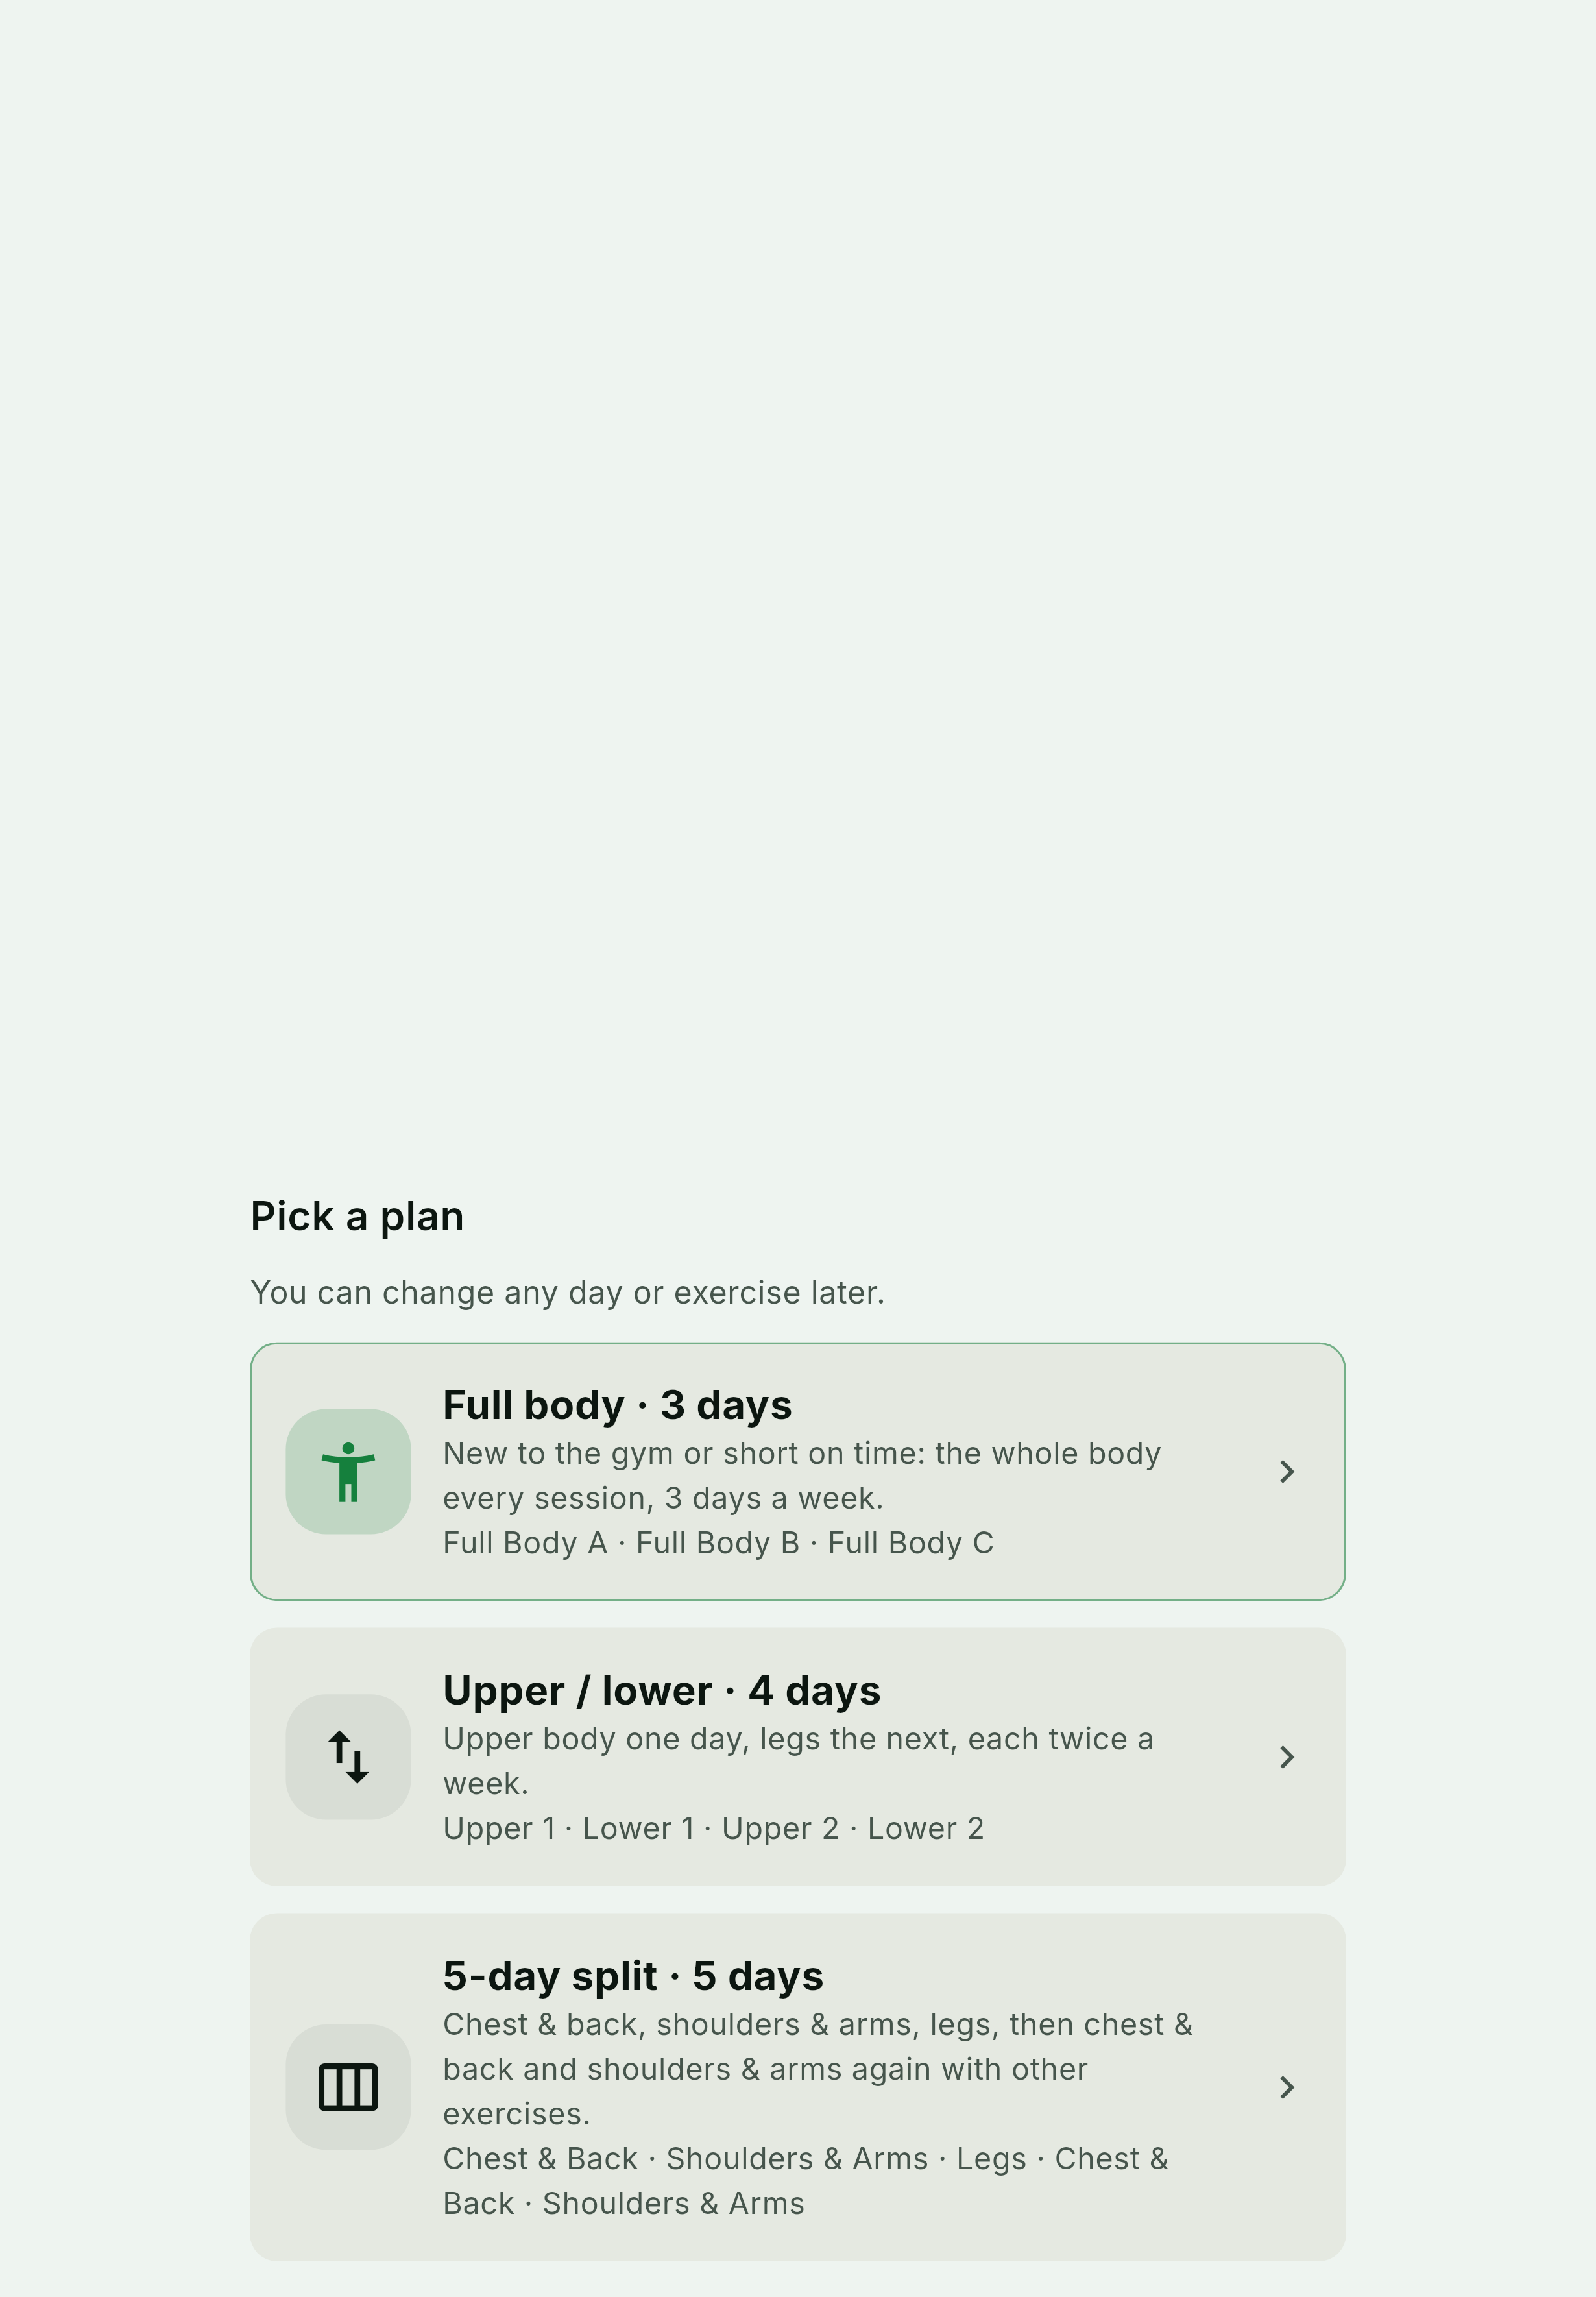 Pick a plan
You can change any day or exercise later.
Full body · 3 days
New to the gym or short on time: the whole body
every session, 3 days a week.
Full Body A · Full Body B · Full Body C
Upper / lower · 4 days
Upper body one day, legs the next, each twice a
week.
Upper 1 · Lower 1 · Upper 2 · Lower 2
5-day split · 5 days
Chest & back, shoulders & arms, legs, then chest &
back and shoulders & arms again with other
exercises.
Chest & Back · Shoulders & Arms · Legs · Chest &
Back · Shoulders & Arms